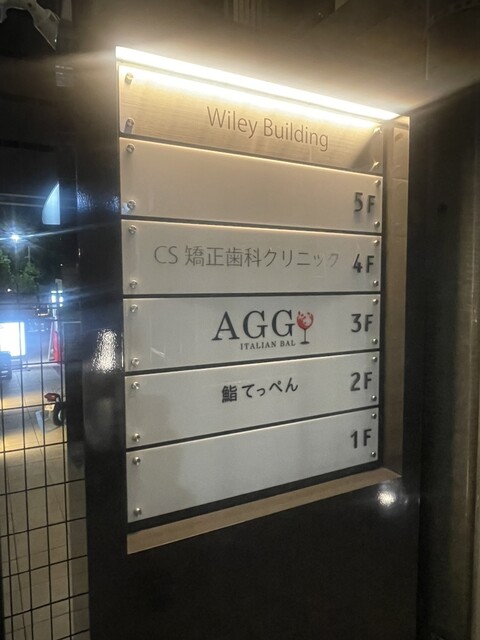 Wiley Building
5F
CS 矯正歯科クリニック 4F
AGG 3F
ITALIAN BAL
鮨てっぺん 2F
1F